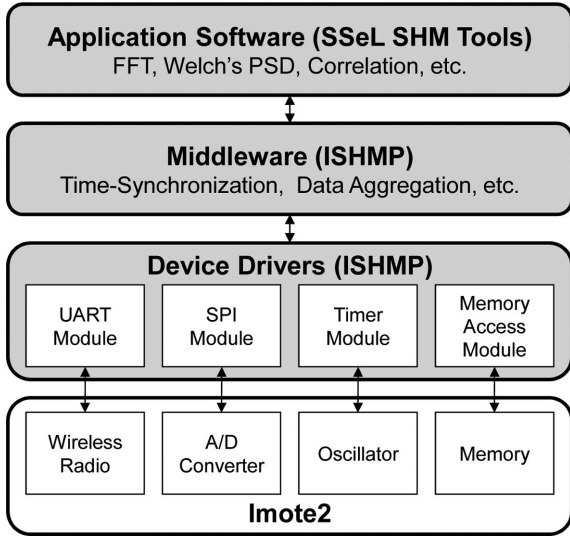 Application Software (SSeL SHM Tools)
FFT, Welch's PSD, Correlation, etc.
Middleware (ISHMP)
Time-Synchronization, Data Aggregation, etc.
Device Drivers (ISHMP)
UART
Module
SPI
Module
Timer
Module
Memory
Access
Module
Wireless
Radio
A/D
Converter
Oscillator
Memory
Imote2